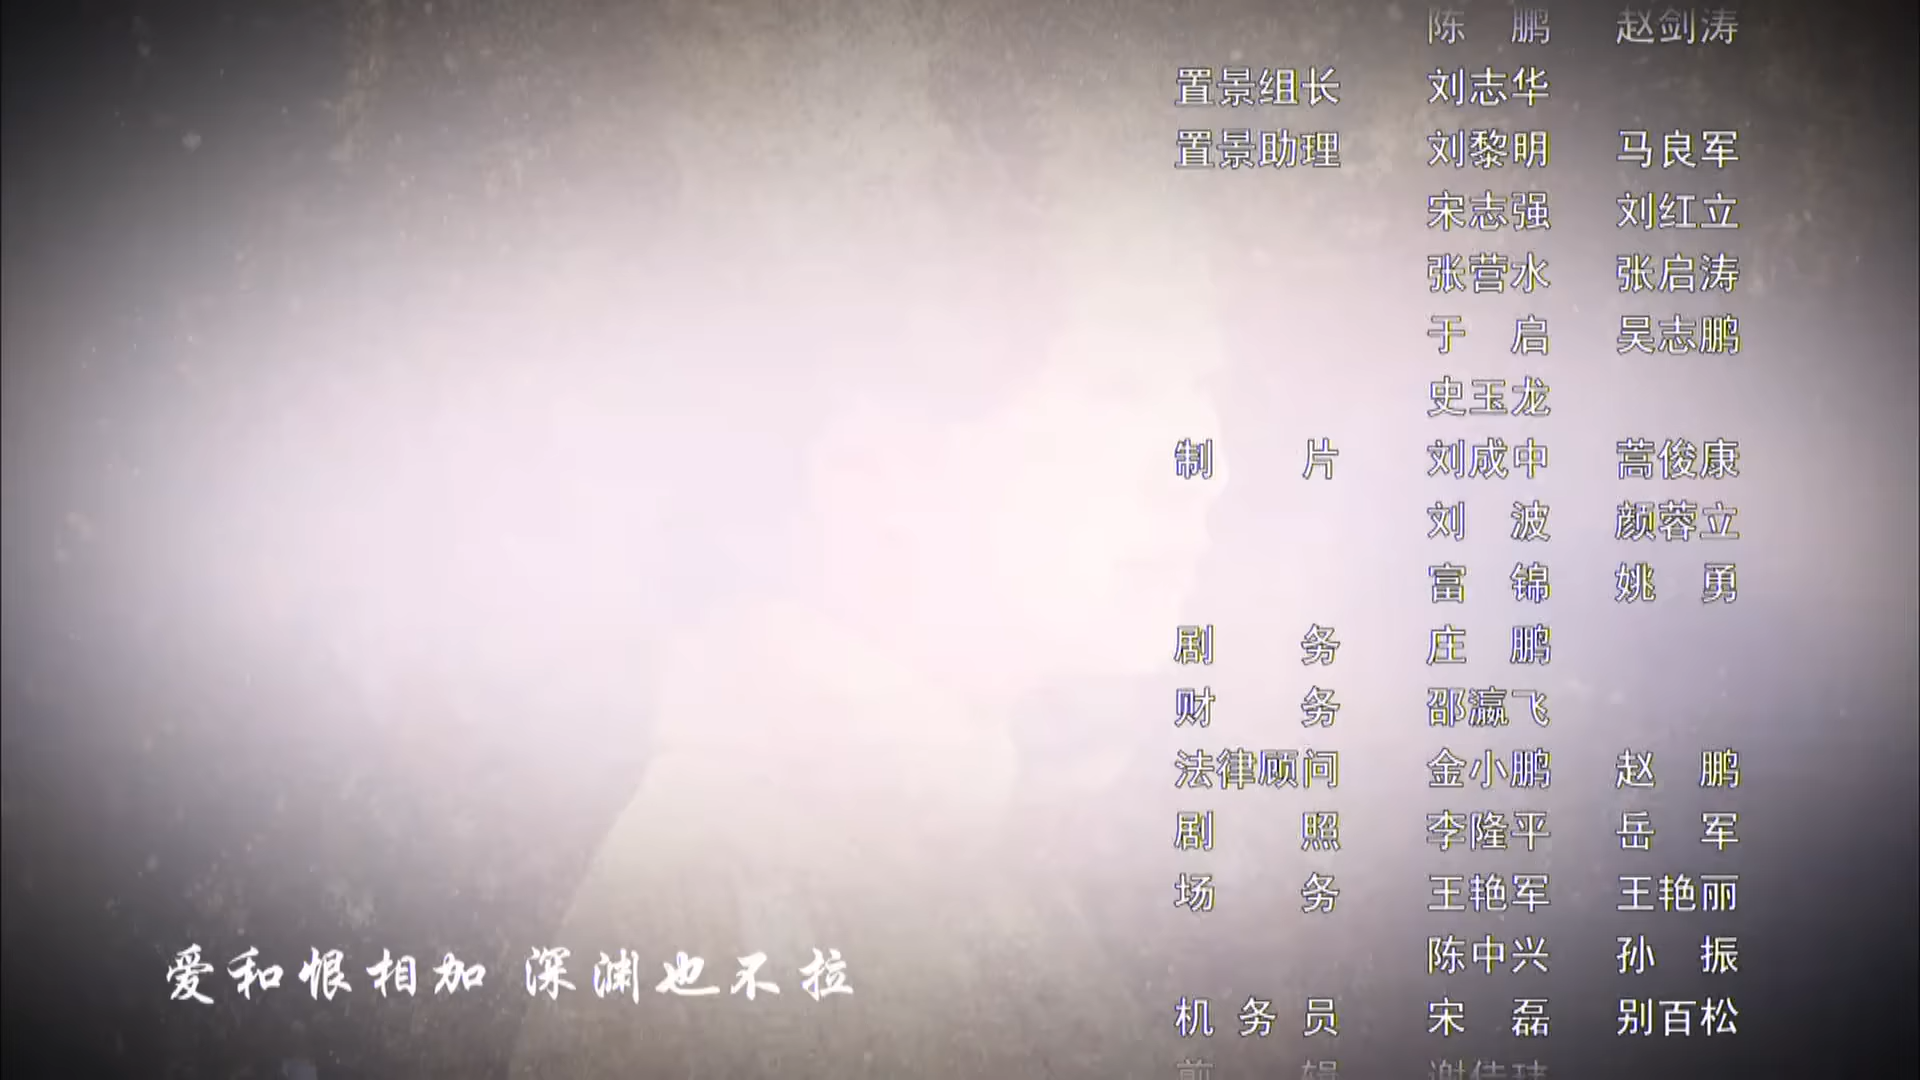 陈 鹏 赵剑涛
置景组长 刘志华
置景助理 刘黎明 马良军
宋志强 刘红立
张营水 张启涛
于 启 吴志鹏
史玉龙
制 片 刘成中 蒿俊康
刘 波 颜蓉立
富 锦 姚 勇
剧 务 庄 鹏
财 务 邵瀛飞
法律顾问 金小鹏 赵 鹏
剧 照 李隆平 岳 军
场 务 王艳军 王艳丽
陈中兴 孙 振
爱和恨相加 深渊也不拉
机务员 宋 磊 别百松
剪 辑